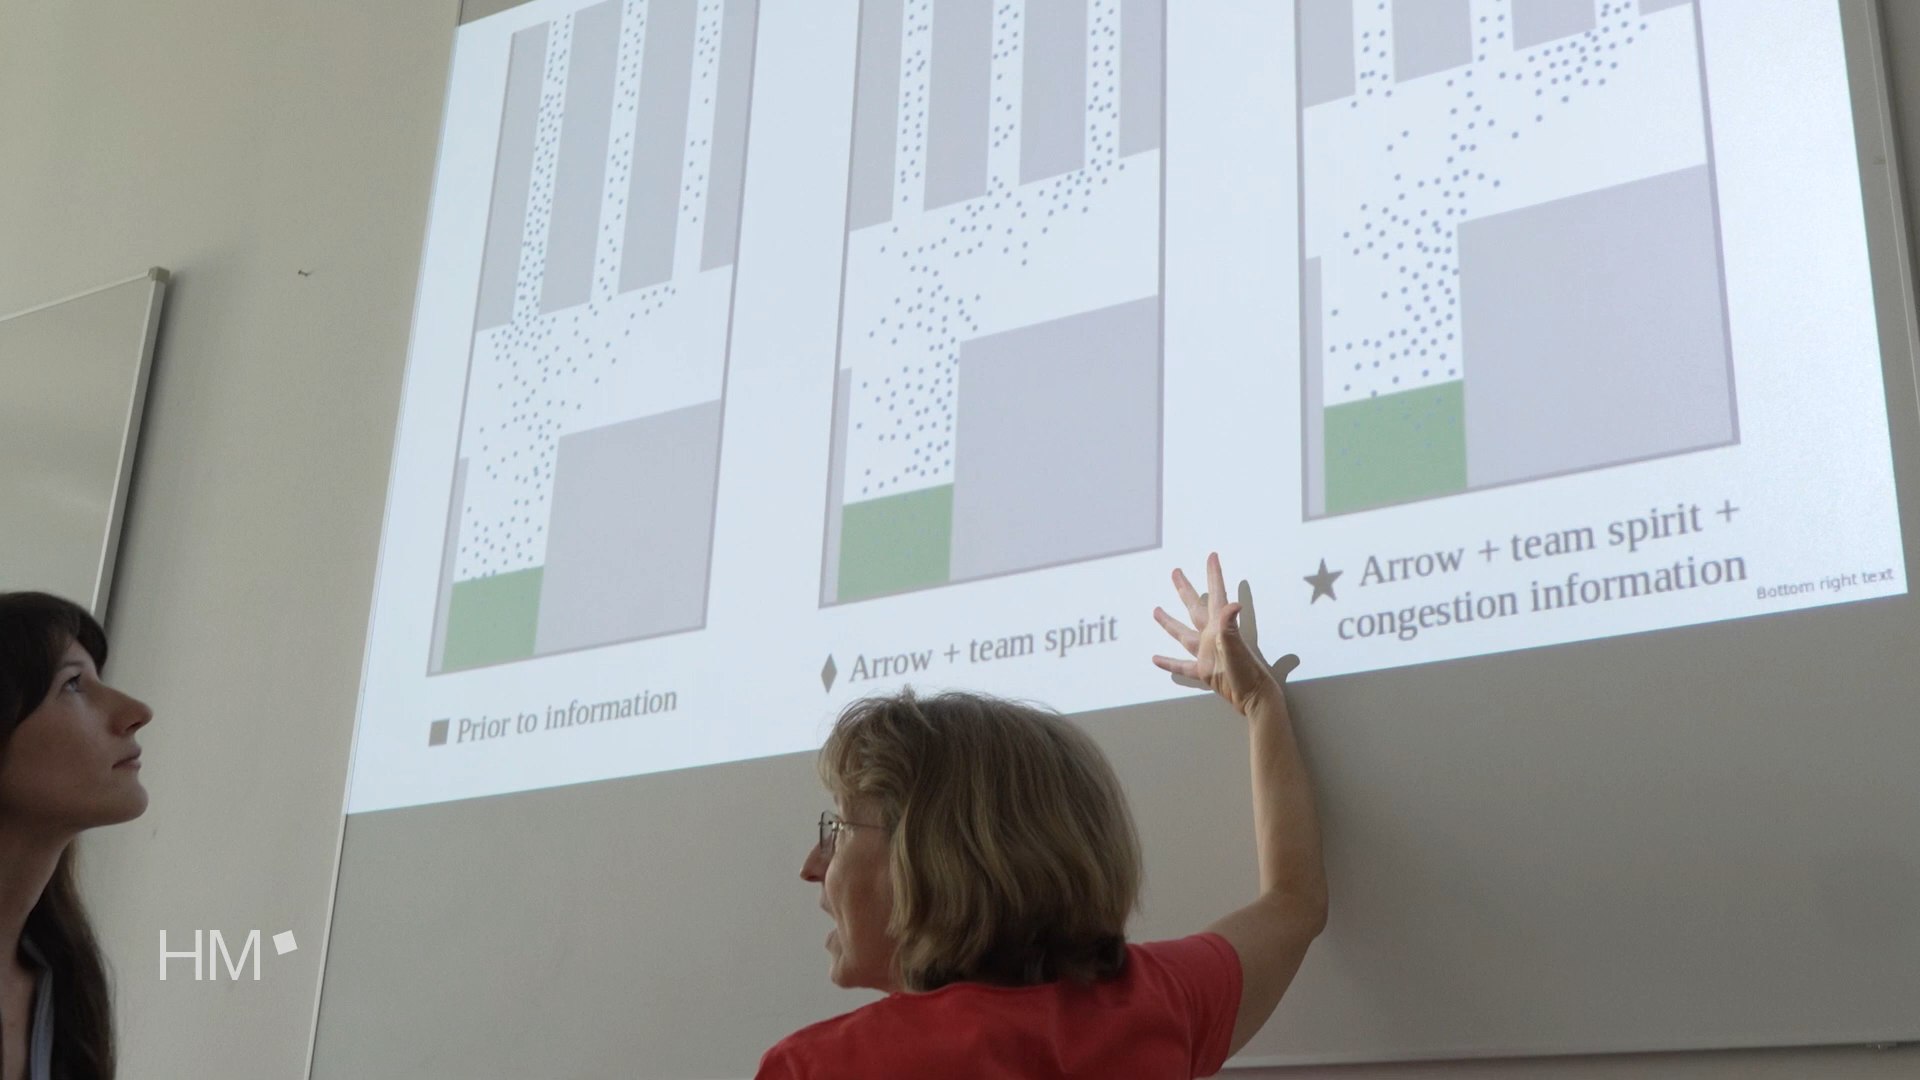 Prior to information
Arrow + team spirit
Arrow + team spirit +
congestion information
Bottom right text
HM